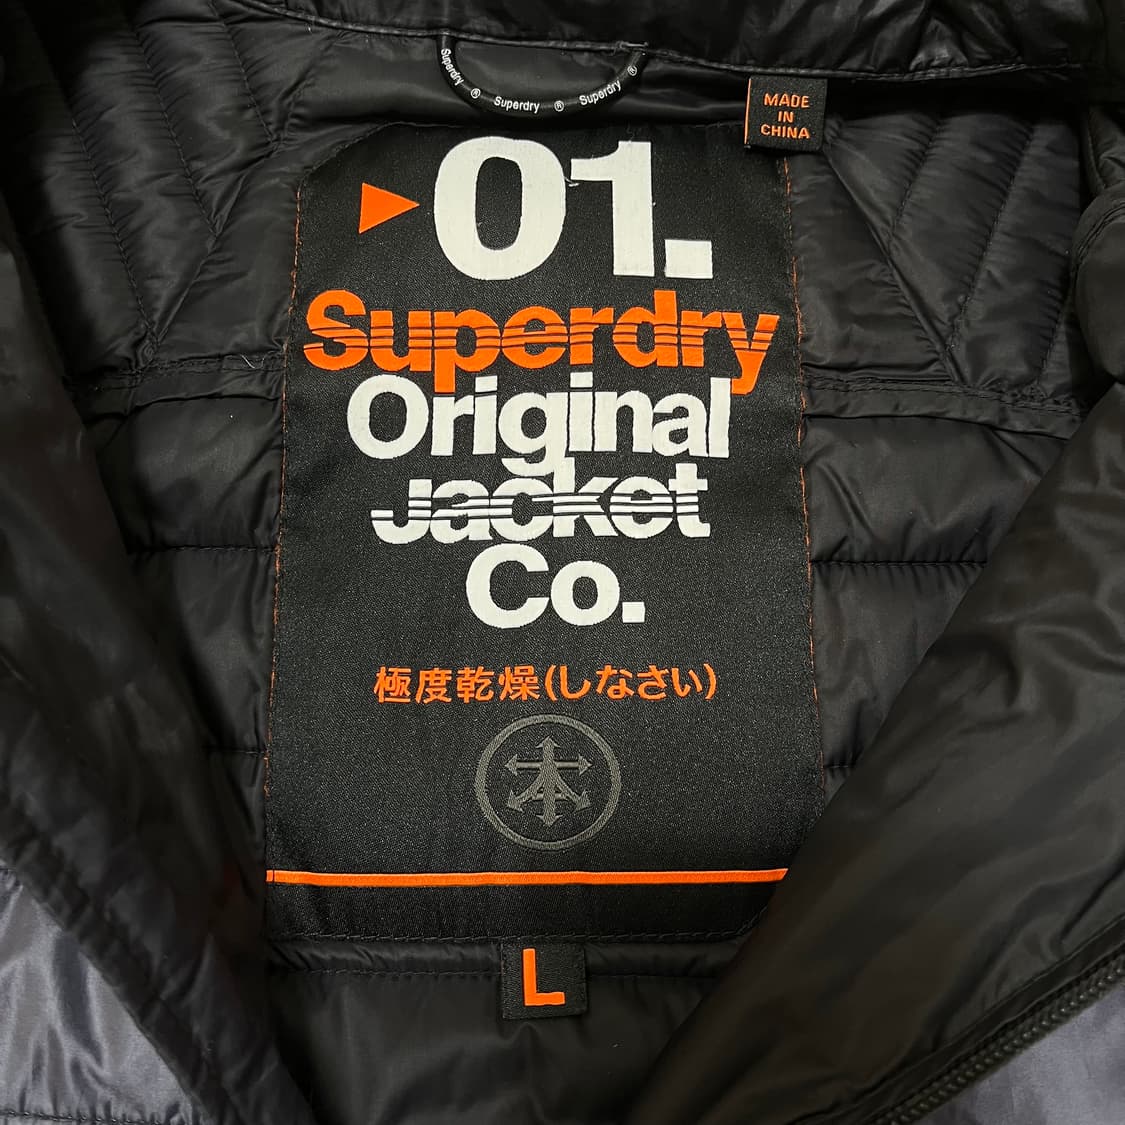 Superdry ® Superdry ® Superdry ®
MADE
IN
CHINA
01.
Superdry
Original
Jacket
Co.
極度乾燥(しなさい)
L